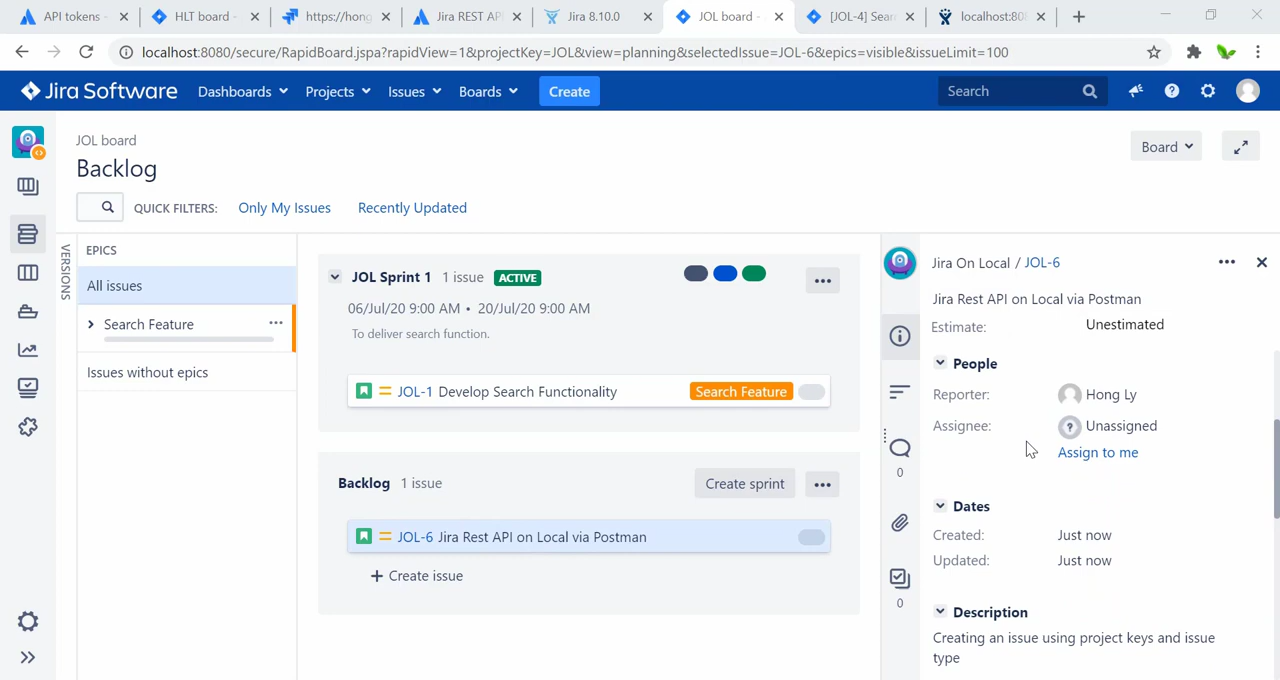 API tokens -
HLT board -
https://hong
Jira REST AP
Jira 8.10.0
JOL board -
[JOL-4] Sear
localhost:808
localhost:8080/secure/RapidBoard.jspa?rapidView=1&projectKey=JOL&view=planning&selectedIssue=JOL-6&epics=visible&issueLimit=100
Jira Software
Dashboards
Projects
Issues
Boards
Create
Search
JOL board
Backlog
Board
QUICK FILTERS:
Only My Issues
Recently Updated
VERSIONS
EPICS
All issues
Search Feature
Issues without epics
JOL Sprint 1 1 issue ACTIVE
06/Jul/20 9:00 AM • 20/Jul/20 9:00 AM
To deliver search function.
JOL-1 Develop Search Functionality Search Feature
Backlog 1 issue
Create sprint
JOL-6 Jira Rest API on Local via Postman
+ Create issue
0
0
Jira On Local / JOL-6
Jira Rest API on Local via Postman
Estimate: Unestimated
People
Reporter: Hong Ly
Assignee: Unassigned
Assign to me
Dates
Created: Just now
Updated: Just now
Description
Creating an issue using project keys and issue
type